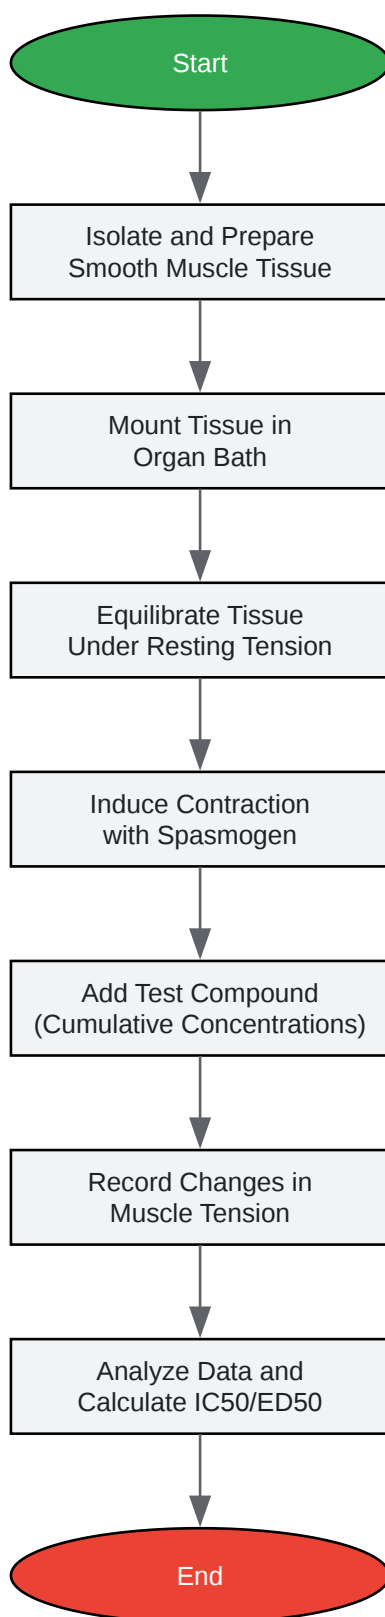 Start
Isolate and Prepare
Smooth Muscle Tissue
Mount Tissue in
Organ Bath
Equilibrate Tissue
Under Resting Tension
Induce Contraction
with Spasmogen
Add Test Compound
(Cumulative Concentrations)
Record Changes in
Muscle Tension
Analyze Data and
Calculate IC50/ED50
End